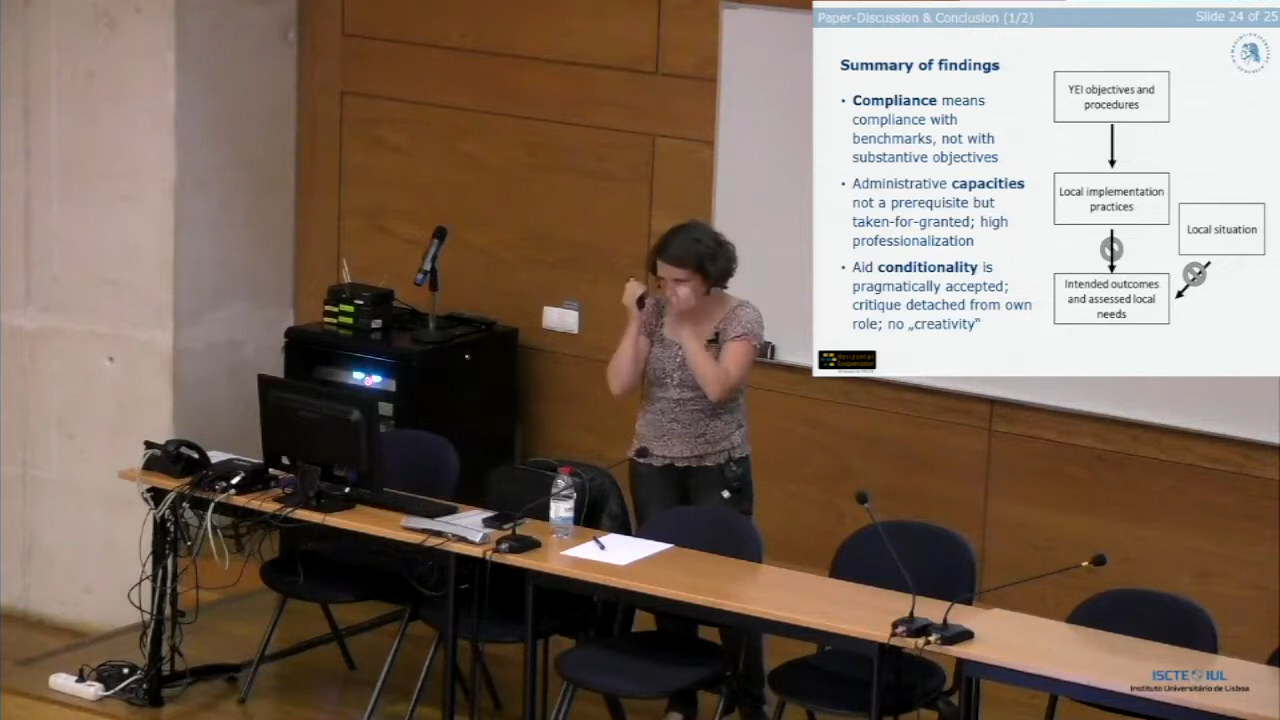 Paper-Discussion & Conclusion (1/2)
Slide 24 of 25
Summary of findings
• Compliance means
compliance with
benchmarks, not with
substantive objectives
• Administrative capacities
not a prerequisite but
taken-for-granted; high
professionalization
• Aid conditionality is
pragmatically accepted;
critique detached from own
role; no „creativity“
YEI objectives and
procedures
Local implementation
practices
Local situation
Intended outcomes
and assessed local
needs
ISCTE IUL
Instituto Universitário de Lisboa